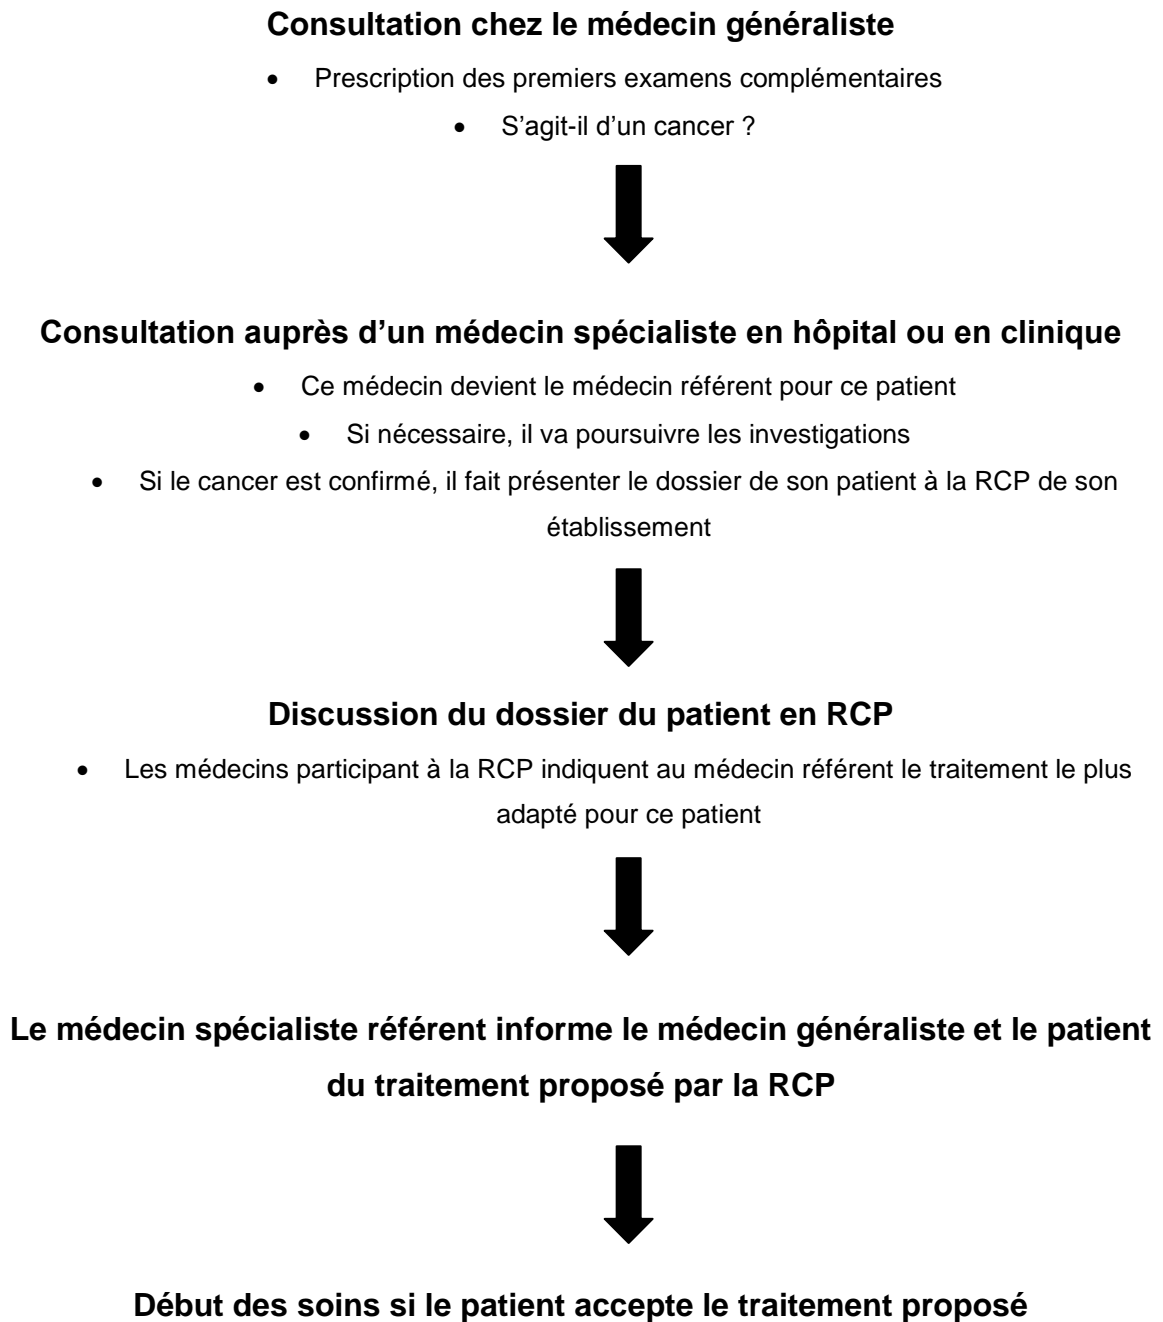 Consultation chez le médecin généraliste
• Prescription des premiers examens complémentaires
• S’agit-il d’un cancer ?
Consultation auprès d’un médecin spécialiste en hôpital ou en clinique
• Ce médecin devient le médecin référent pour ce patient
• Si nécessaire, il va poursuivre les investigations
• Si le cancer est confirmé, il fait présenter le dossier de son patient à la RCP de son
établissement
Discussion du dossier du patient en RCP
• Les médecins participant à la RCP indiquent au médecin référent le traitement le plus
adapté pour ce patient
Le médecin spécialiste référent informe le médecin généraliste et le patient
du traitement proposé par la RCP
Début des soins si le patient accepte le traitement proposé